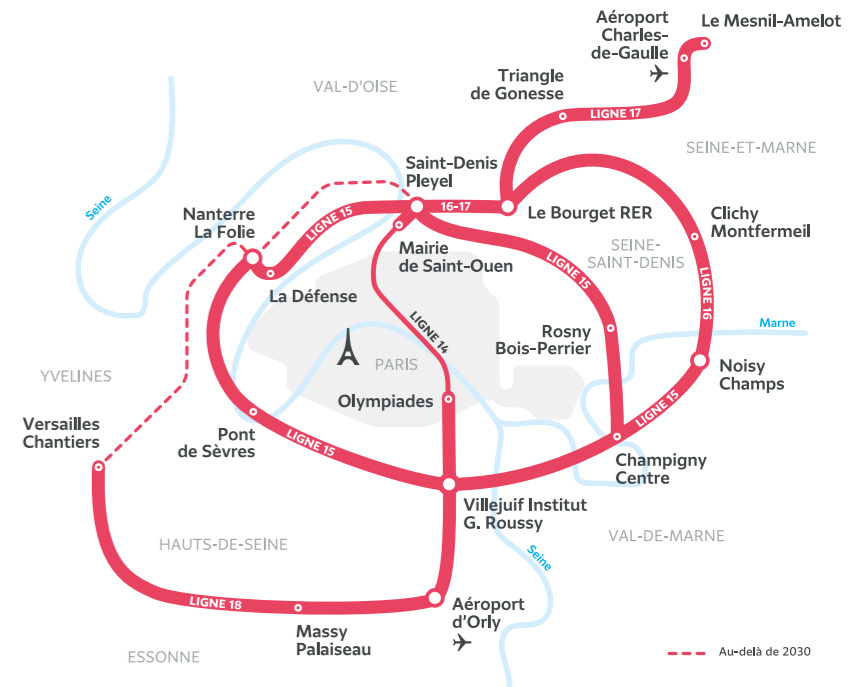 Aéroport
Charles-
de-Gaulle
Le Mesnil-Amelot
Triangle
de Gonesse
VAL-D'OISE
LIGNE 17
SEINE-ET-MARNE
Saint-Denis
Pleyel
Seine
Nanterre
La Folie
LIGNE 15
16-17
Le Bourget RER
Clichy
Montfermeil
Mairie
de Saint-Ouen
SEINE-
SAINT-DENIS
LIGNE 15
La Défense
LIGNE 16
LIGNE 14
Rosny
Bois-Perrier
Marne
PARIS
YVELINES
Noisy
Champs
Olympiades
LIGNE 15
Versailles
Chantiers
Pont
de Sèvres
LIGNE 15
Champigny
Centre
Villejuif Institut
G. Roussy
HAUTS-DE-SEINE
VAL-DE-MARNE
Seine
LIGNE 18
Aéroport
d'Orly
Massy
Palaiseau
ESSONNE
Au-delà de 2030